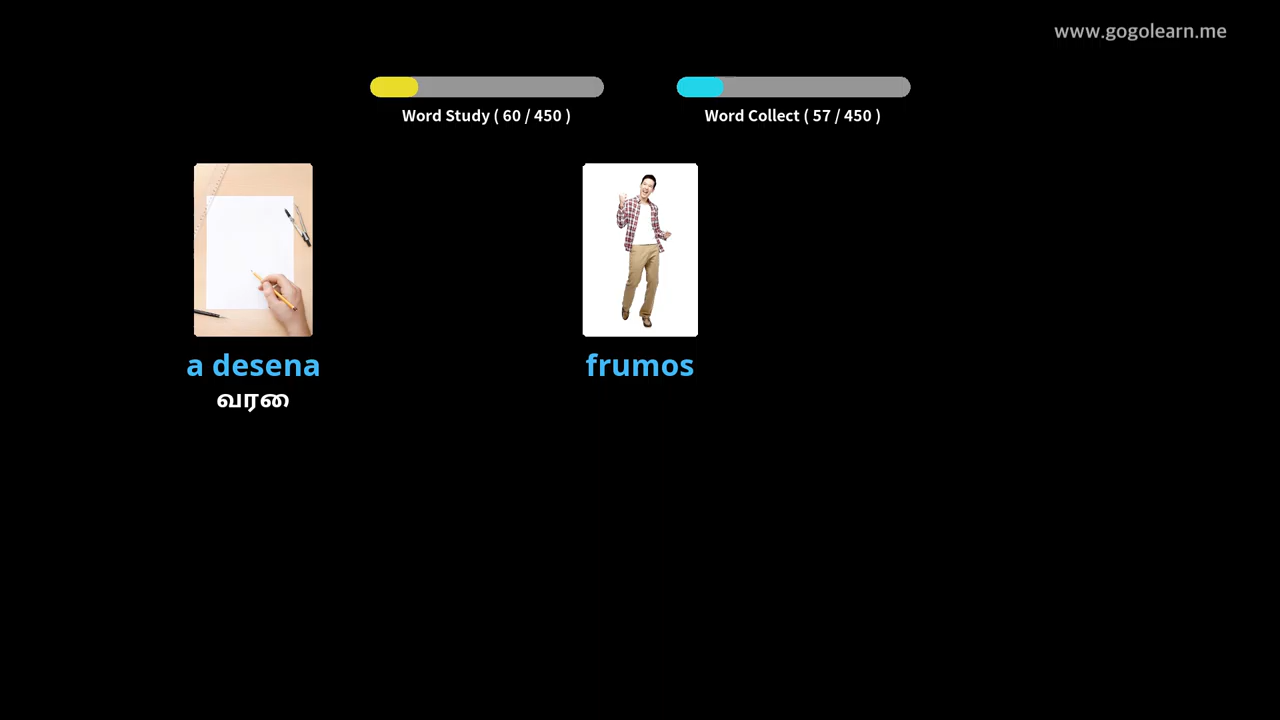 www.gogolearn.me
Word Study ( 60 / 450 )
Word Collect ( 57 / 450 )
a desena
வரை
frumos